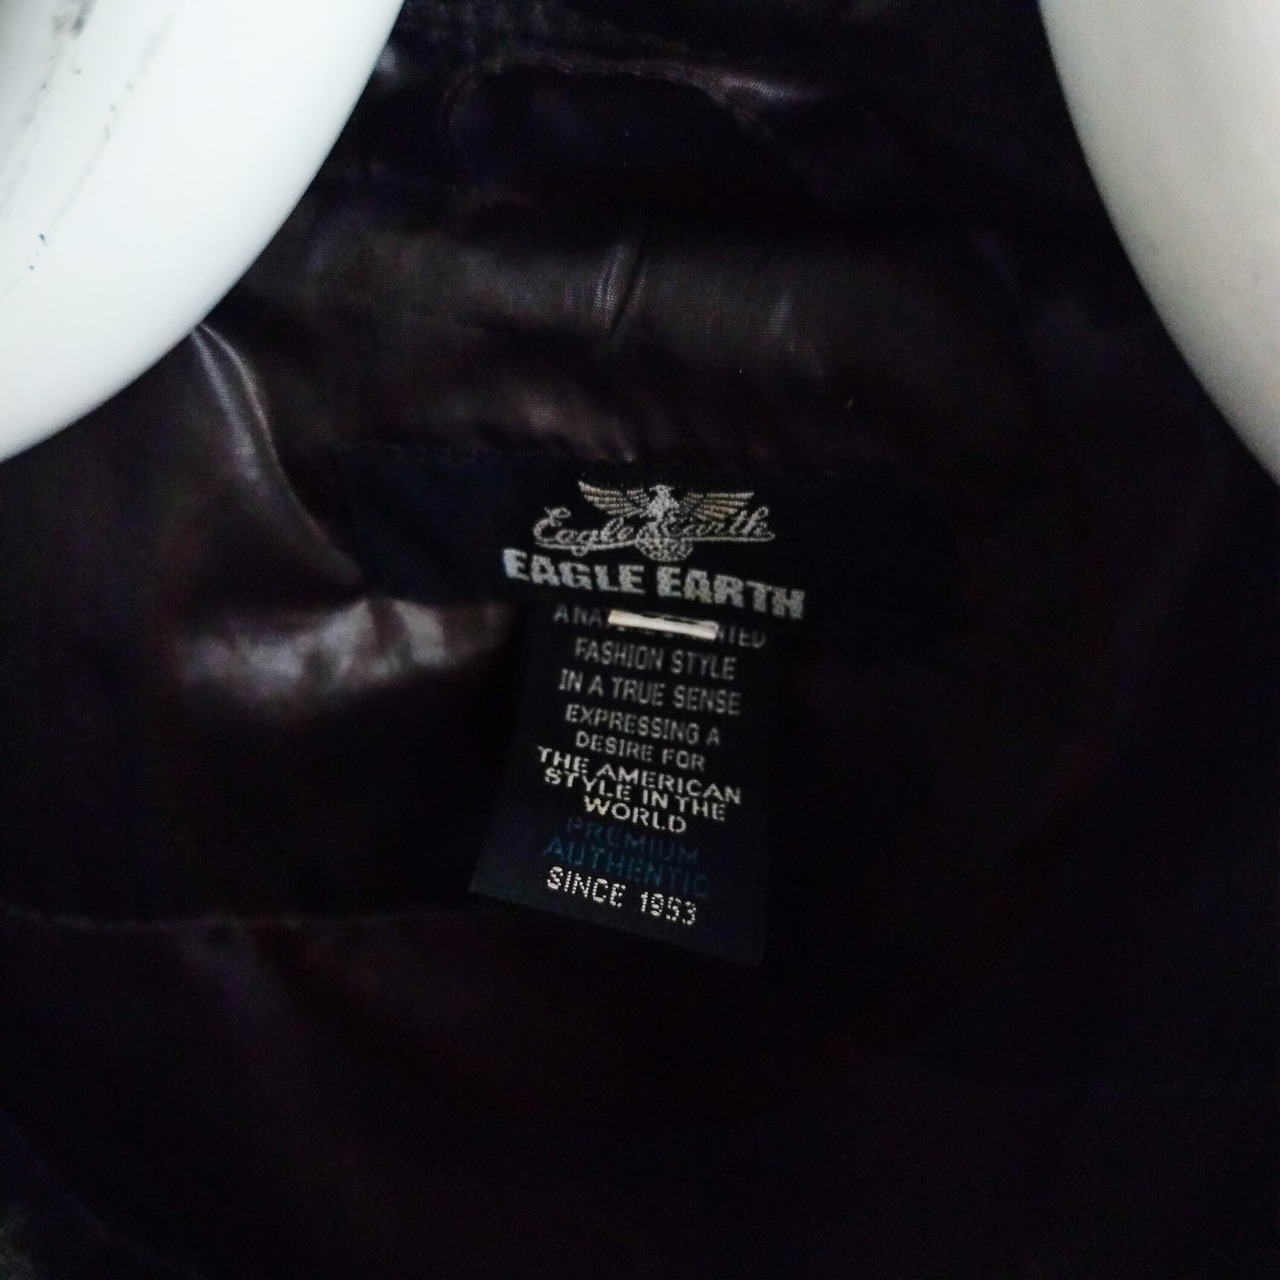 Eagle Earth
EAGLE EARTH
A
FASHION STYLE
IN A TRUE SENSE
EXPRESSING A
DESIRE FOR
THE AMERICAN
STYLE IN THE
WORLD
PREMIUM
AUTHENTIC
SINCE 1953